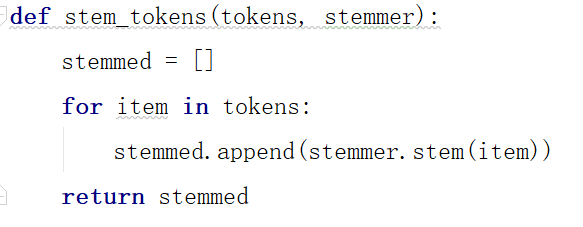 def stem_tokens(tokens, stemmer):
    stemmed = []
    for item in tokens:
        stemmed.append(stemmer.stem(item))
    return stemmed